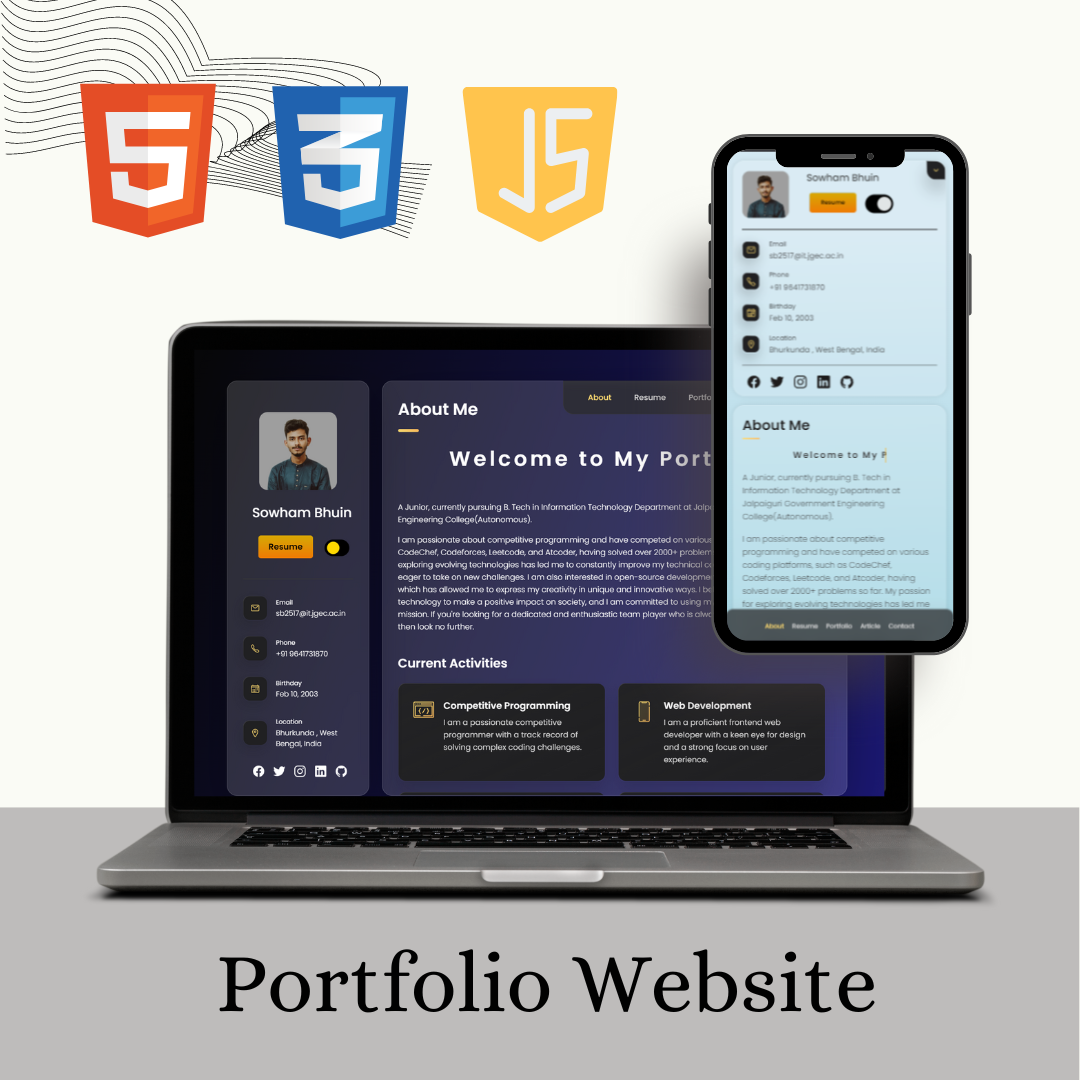 5
3
JS
Sowham Bhuin
Resume
Email
sb2517@it.jgec.ac.in
Phone
+91 9641731870
Birthday
Feb 10, 2003
Location
Bhurkunda , West
Bengal, India
About
Resume
Portfo
About Me
Welcome to My Port
A Junior, currently pursuing B. Tech in Information Technology Department at Jalpa
Engineering College(Autonomous).
I am passionate about competitive programming and have competed on various
CodeChef, Codeforces, Leetcode, and Atcoder, having solved over 2000+ problem
exploring evolving technologies has led me to constantly improve my technical
eager to take on new challenges. I am also interested in open-source developme
which has allowed me to express my creativity in unique and innovative ways. I
technology to make a positive impact on society, and I am committed to using
mission. If you're looking for a dedicated and enthusiastic team player who is
then look no further.
Current Activities
Competitive Programming
I am a passionate competitive
programmer with a track record of
solving complex coding challenges.
Web Development
I am a proficient frontend web
developer with a keen eye for design
and a strong focus on user
experience.
Sowham Bhuin
Resume
Email
sb2517@it.jgec.ac.in
Phone
+91 9641731870
Birthday
Feb 10, 2003
Location
Bhurkunda , West Bengal, India
About Me
Welcome to My P
A Junior, currently pursuing B. Tech in
Information Technology Department at
Jalpaiguri Government Engineering
College(Autonomous).
I am passionate about competitive
programming and have competed on various
coding platforms, such as CodeChef,
Codeforces, Leetcode, and Atcoder, having
solved over 2000+ problems so far. My passion
for exploring evolving technologies has led me
About Resume Portfolio Article Contact
Portfolio Website